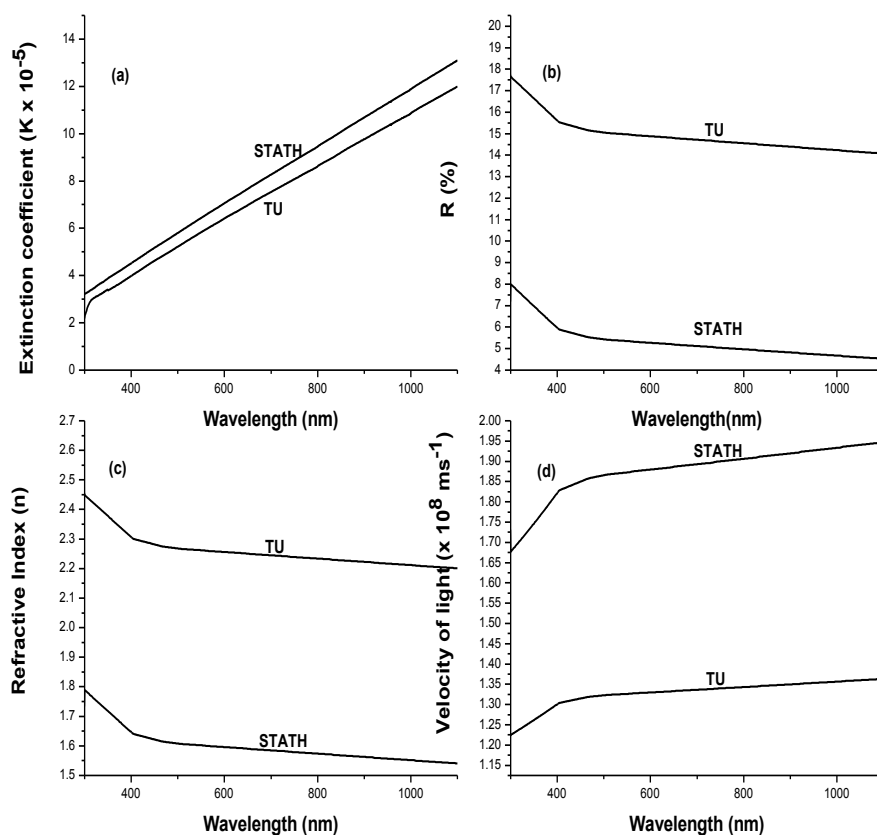 Extinction coefficient (K x 10-5)
14
12
10
8
6
4
2
0
(a)
STATH
TU
400 600 800 1000
Wavelength (nm)
R (%)
20
19
18
17
16
15
14
13
12
11
10
9
8
7
6
5
4
(b)
TU
STATH
400 600 800 1000
Wavelength(nm)
Refractive Index (n)
2.7
2.6
2.5
2.4
2.3
2.2
2.1
2.0
1.9
1.8
1.7
1.6
1.5
(c)
TU
STATH
400 600 800 1000
Wavelength (nm)
Velocity of light (x 108 ms-1)
2.00
1.95
1.90
1.85
1.80
1.75
1.70
1.65
1.60
1.55
1.50
1.45
1.40
1.35
1.30
1.25
1.20
1.15
(d)
STATH
TU
400 600 800 1000
Wavelength (nm)